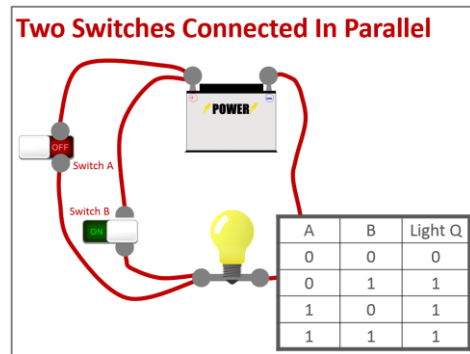 Two Switches Connected In Parallel
POWER
OFF
Switch A
Switch B
ON
A B Light Q
0 0 0
0 1 1
1 0 1
1 1 1